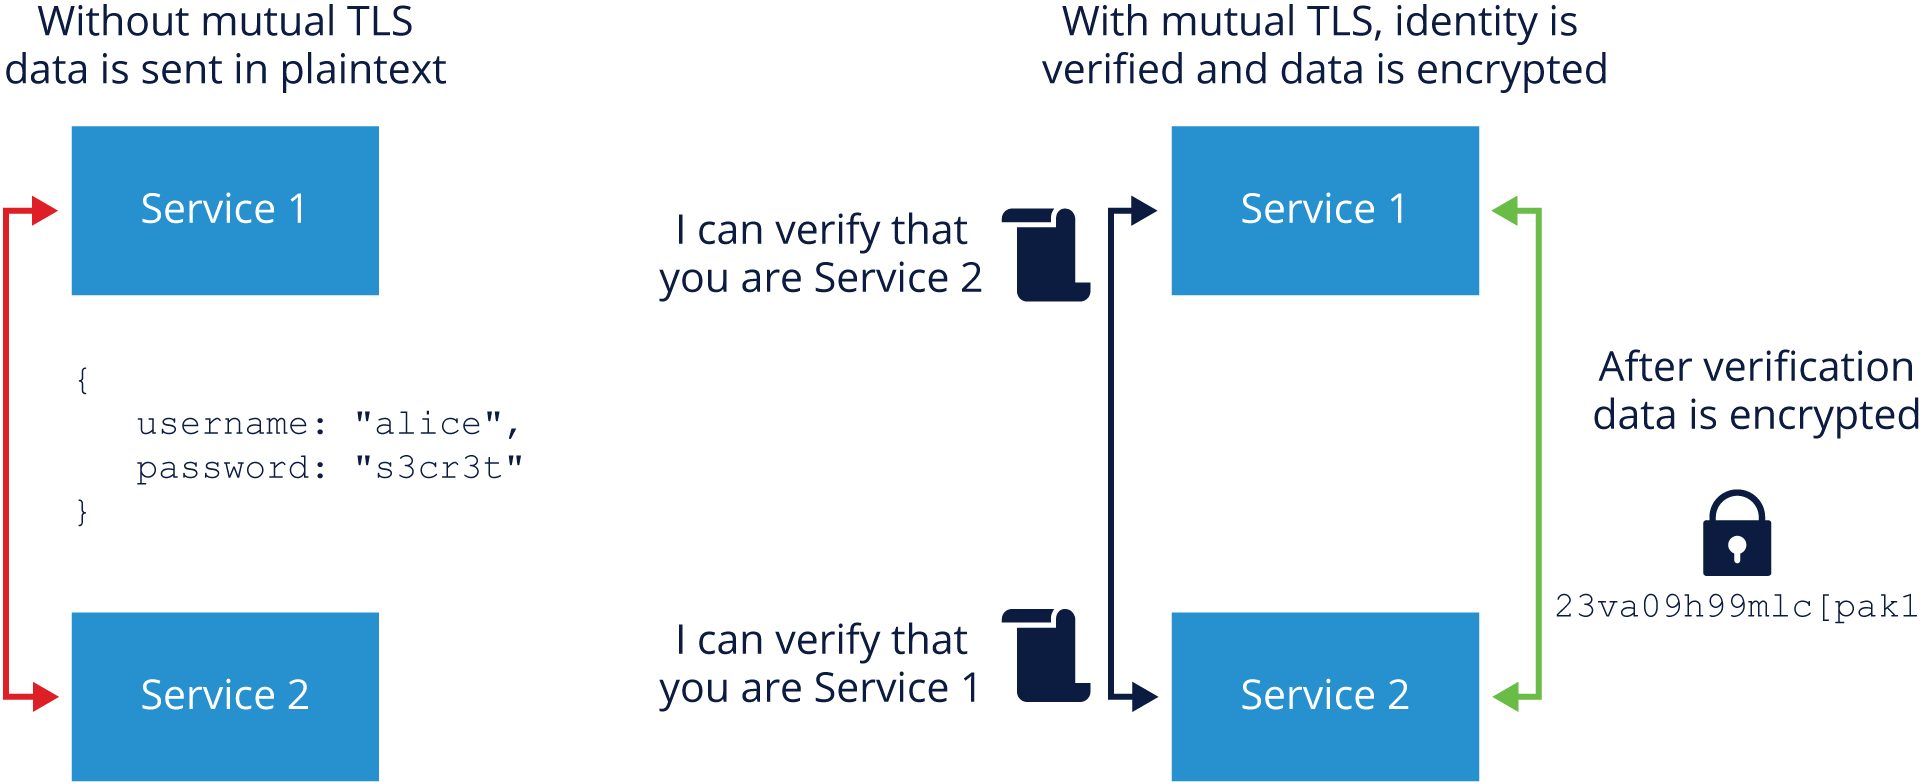 Without mutual TLS
data is sent in plaintext
Service 1
{
username: "alice",
password: "s3cr3t"
}
Service 2
With mutual TLS, identity is
verified and data is encrypted
I can verify that
you are Service 2
Service 1
After verification
data is encrypted
23va09h99mlc[pak1
I can verify that
you are Service 1
Service 2